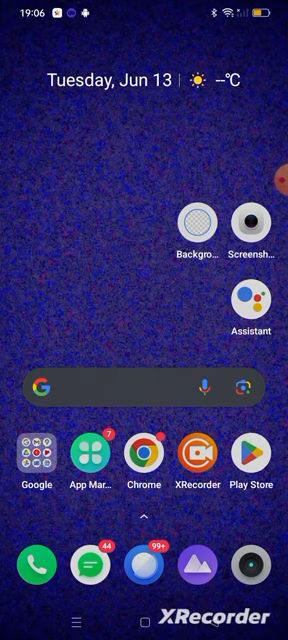 19:06
Tuesday, Jun 13 | --°C
Backgro... Screensh...
Assistant
7
Google App Mar... Chrome XRecorder Play Store
44 99+
XRecorder